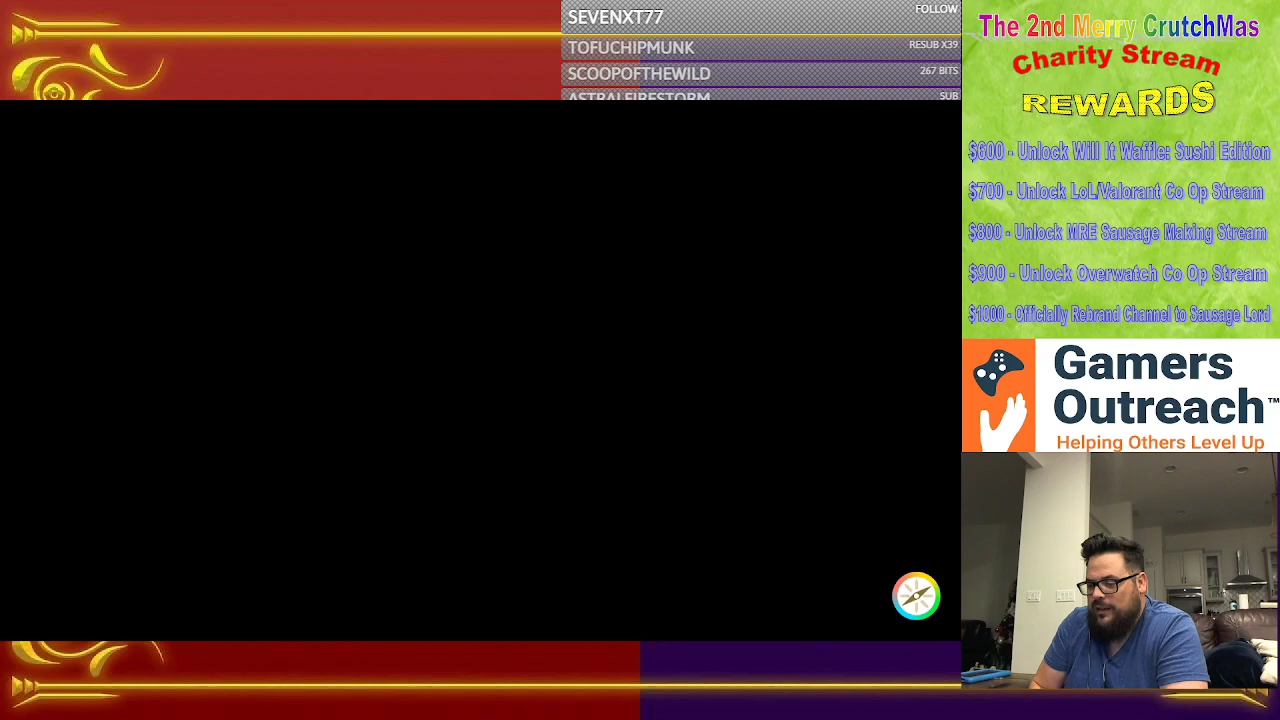 SEVENXT77 FOLLOW
TOFUCHIPMUNK RESUB X39
SCOOPOFTHEWILD 267 BITS
ASTRALFIRESTORM SUB
The 2nd Merry CrutchMas
Charity Stream
REWARDS
$600 - Unlock Will It Waffle: Sushi Edition
$700 - Unlock LoL/Valorant Co Op Stream
$800 - Unlock MRE Sausage Making Stream
$900 - Unlock Overwatch Co Op Stream
$1000 - Officially Rebrand Channel to Sausage Lord
Gamers
Outreach™
Helping Others Level Up